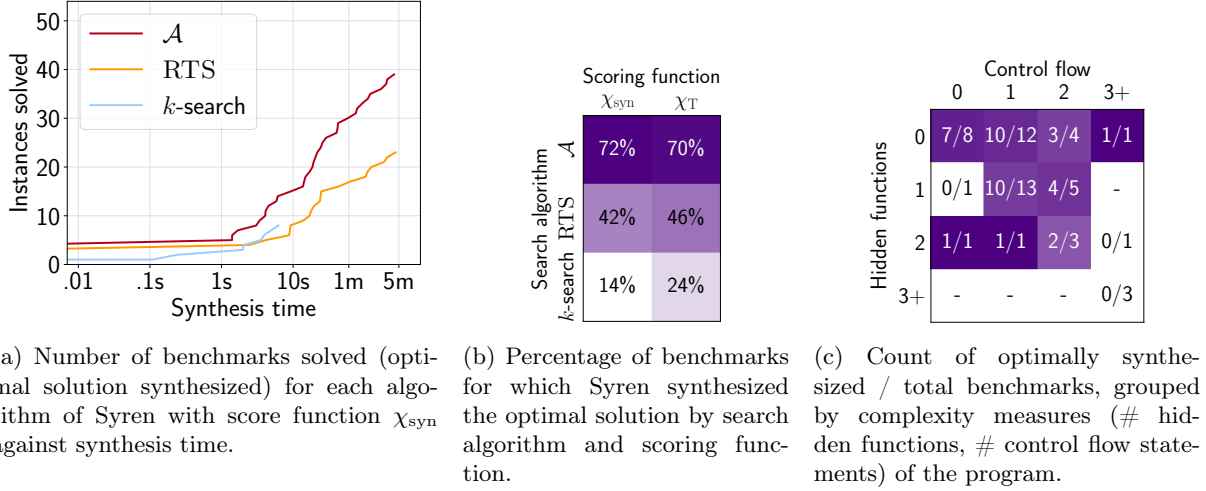 50
40
30
20
10
0
Instances solved
𝒜
RTS
k-search
.01 .1s 1s 10s 1m 5m
Synthesis time
Scoring function
χsyn χT
Search algorithm
𝒜 72% 70%
RTS 42% 46%
k-search 14% 24%
Control flow
0 1 2 3+
Hidden functions
0 7/8 10/12 3/4 1/1
1 0/1 10/13 4/5 -
2 1/1 1/1 2/3 0/1
3+ - - - 0/3
a) Number of benchmarks solved (opti-
mal solution synthesized) for each algo-
rithm of Syren with score function χsyn
against synthesis time.
(b) Percentage of benchmarks
for which Syren synthesized
the optimal solution by search
algorithm and scoring func-
tion.
(c) Count of optimally synthe-
sized / total benchmarks, grouped
by complexity measures (# hid-
den functions, # control flow state-
ments) of the program.